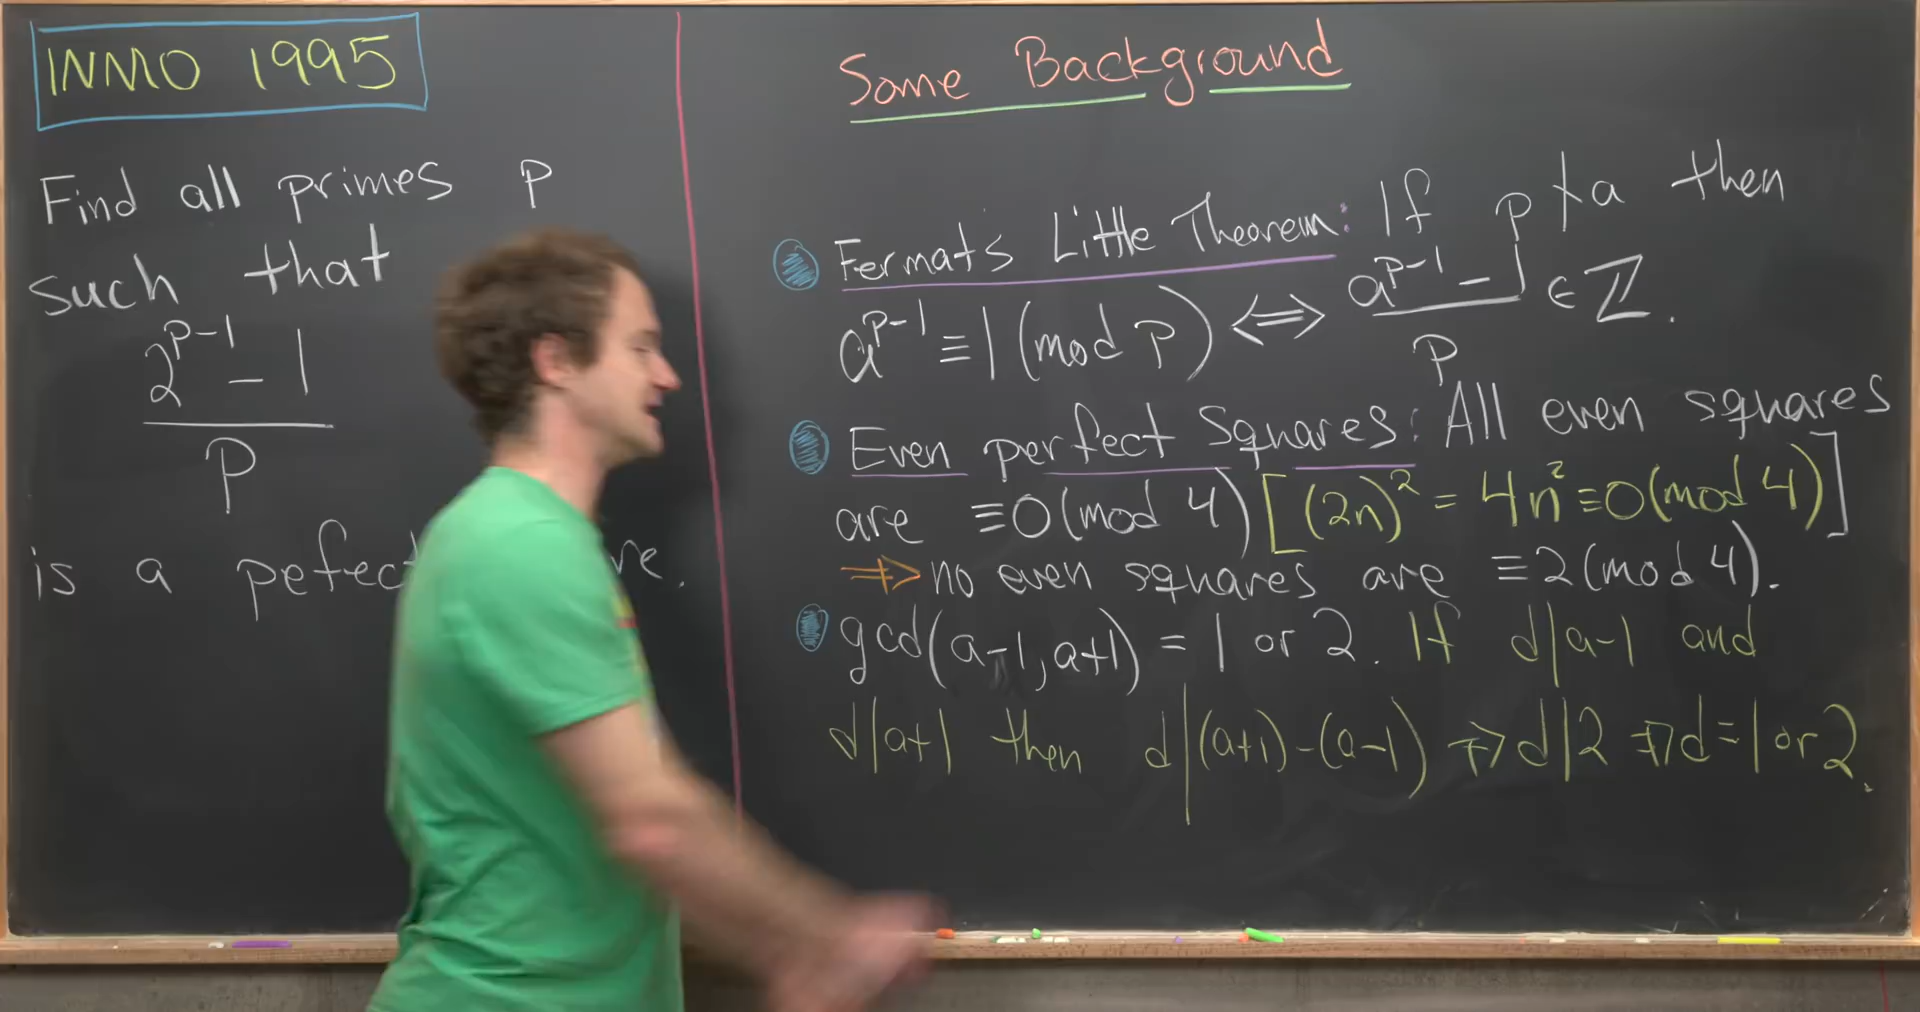 INMO 1995
Find all primes p
such that
2^{p-1} - 1
p
is a pefec re.
Some Background
Fermat's Little Theorem: If p ∤ a then
a^{p-1} ≡ 1 (mod p) ⟺ \frac{a^{p-1} - 1}{p} ∈ ℤ.
Even perfect squares: All even squares
are ≡ 0 (mod 4) [(2n)^2 = 4n^2 ≡ 0 (mod 4)]
⇒ no even squares are ≡ 2 (mod 4).
gcd(a-1, a+1) = 1 or 2. If d|a-1 and
d|a+1 then d|(a+1)-(a-1) ⇒ d|2 ⇒ d=1 or 2.